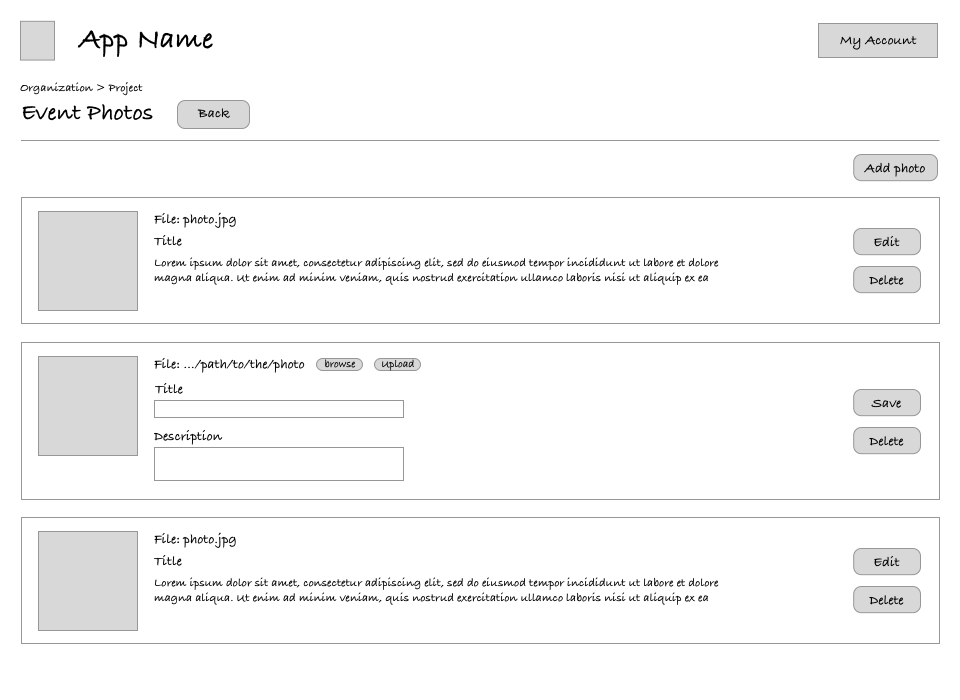 App Name
My Account
Organization > Project
Event Photos
Back
Add photo
File: photo.jpg
Title
Lorem ipsum dolor sit amet, consectetur adipiscing elit, sed do eiusmod tempor incididunt ut labore et dolore
magna aliqua. Ut enim ad minim veniam, quis nostrud exercitation ullamco laboris nisi ut aliquip ex ea
Edit
Delete
File: .../path/to/the/photo
browse
Upload
Title
Description
Save
Delete
File: photo.jpg
Title
Lorem ipsum dolor sit amet, consectetur adipiscing elit, sed do eiusmod tempor incididunt ut labore et dolore
magna aliqua. Ut enim ad minim veniam, quis nostrud exercitation ullamco laboris nisi ut aliquip ex ea
Edit
Delete